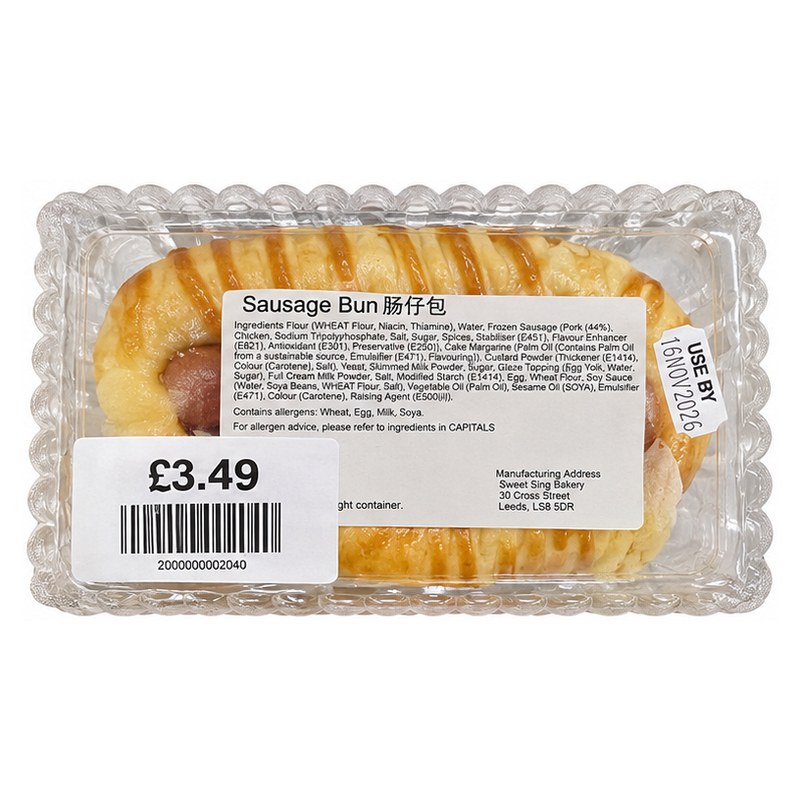 Sausage Bun 肠仔包
Ingredients Flour (WHEAT Flour, Niacin, Thiamine), Water, Frozen Sausage (Pork (44%),
Chicken, Sodium Tripolyphosphate, Salt, Sugar, Spices, Stabiliser (E451), Flavour Enhancer
(E621), Antioxidant (E301), Preservative (E250)), Cake Margarine (Palm Oil (Contains Palm Oil
from a sustainable source, Emulsifier (E471), Flavouring)), Custard Powder (Thickener (E1414),
Colour (Carotene), Salt), Yeast, Skimmed Milk Powder, Sugar, Glaze Topping (Egg Yolk, Water,
Sugar), Full Cream Milk Powder, Salt, Modified Starch (E1414), Egg, Wheat Flour, Soy Sauce
(Water, Soya Beans, WHEAT Flour, Salt), Vegetable Oil (Palm Oil), Sesame Oil (SOYA), Emulsifier
(E471), Colour (Carotene), Raising Agent (E500(ii)).
Contains allergens: Wheat, Egg, Milk, Soya.
For allergen advice, please refer to ingredients in CAPITALS
ght container.
Manufacturing Address
Sweet Sing Bakery
30 Cross Street
Leeds, LS8 5DR
USE BY
16NOV2026
£3.49
2000000002040